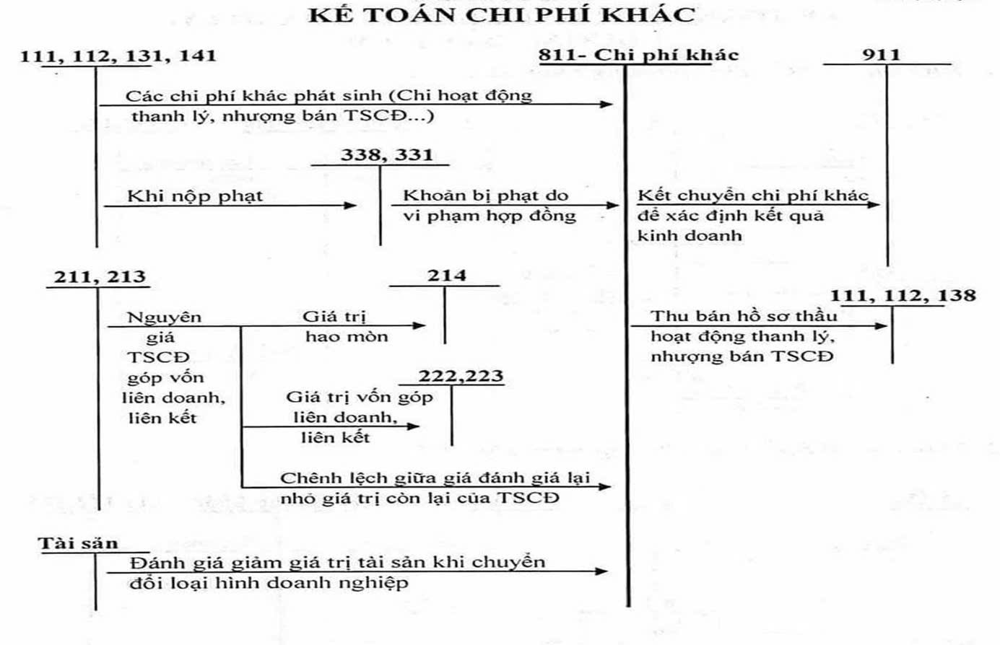 KẾ TOÁN CHI PHÍ KHÁC
111, 112, 131, 141
811- Chi phí khác
911
Các chi phí khác phát sinh (Chi hoạt động
thanh lý, nhượng bán TSCĐ...)
338, 331
Khi nộp phạt
Khoản bị phạt do
vi phạm hợp đồng
Kết chuyển chi phí khác
để xác định kết quả
kinh doanh
211, 213
214
111, 112, 138
Nguyên
giá
TSCĐ
góp vốn
liên doanh,
liên kết
Giá trị
hao mòn
Thu bán hồ sơ thầu
hoạt động thanh lý,
nhượng bán TSCĐ
222,223
Giá trị vốn góp
liên doanh,
liên kết
Chênh lệch giữa giá đánh giá lại
nhỏ giá trị còn lại của TSCĐ
Tài sản
Đánh giá giảm giá trị tài sản khi chuyển
đổi loại hình doanh nghiệp